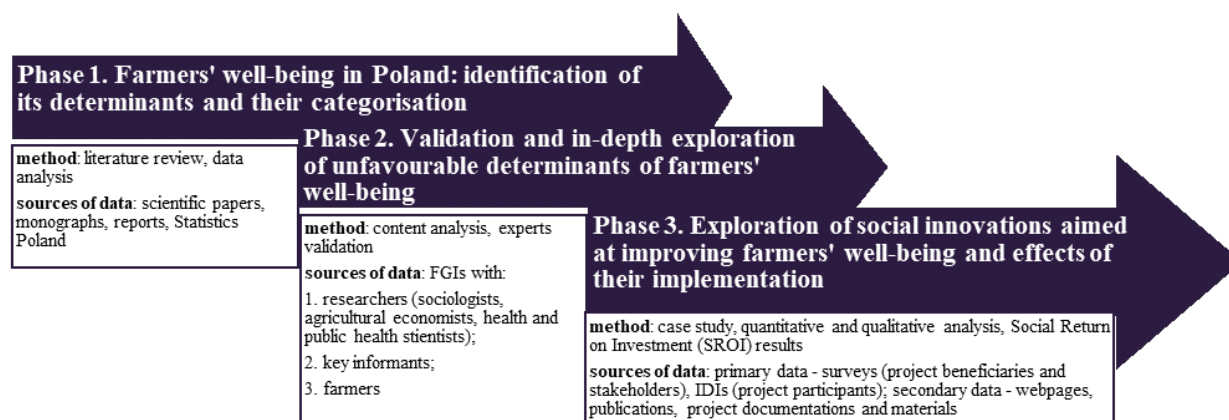 Phase 1. Farmers' well-being in Poland: identification of
its determinants and their categorisation
method: literature review, data
analysis
sources of data: scientific papers,
monographs, reports, Statistics
Poland
Phase 2. Validation and in-depth exploration
of unfavourable determinants of farmers'
well-being
method: content analysis, experts
validation
sources of data: FGIs with:
1. researchers (sociologists,
agricultural economists, health and
public health stientists);
2. key informants;
3. farmers
Phase 3. Exploration of social innovations aimed
at improving farmers' well-being and effects of
their implementation
method: case study, quantitative and qualitative analysis, Social Return
on Investment (SROI) results
sources of data: primary data - surveys (project beneficiaries and
stakeholders), IDIs (project participants); secondary data - webpages,
publications, project documentations and materials